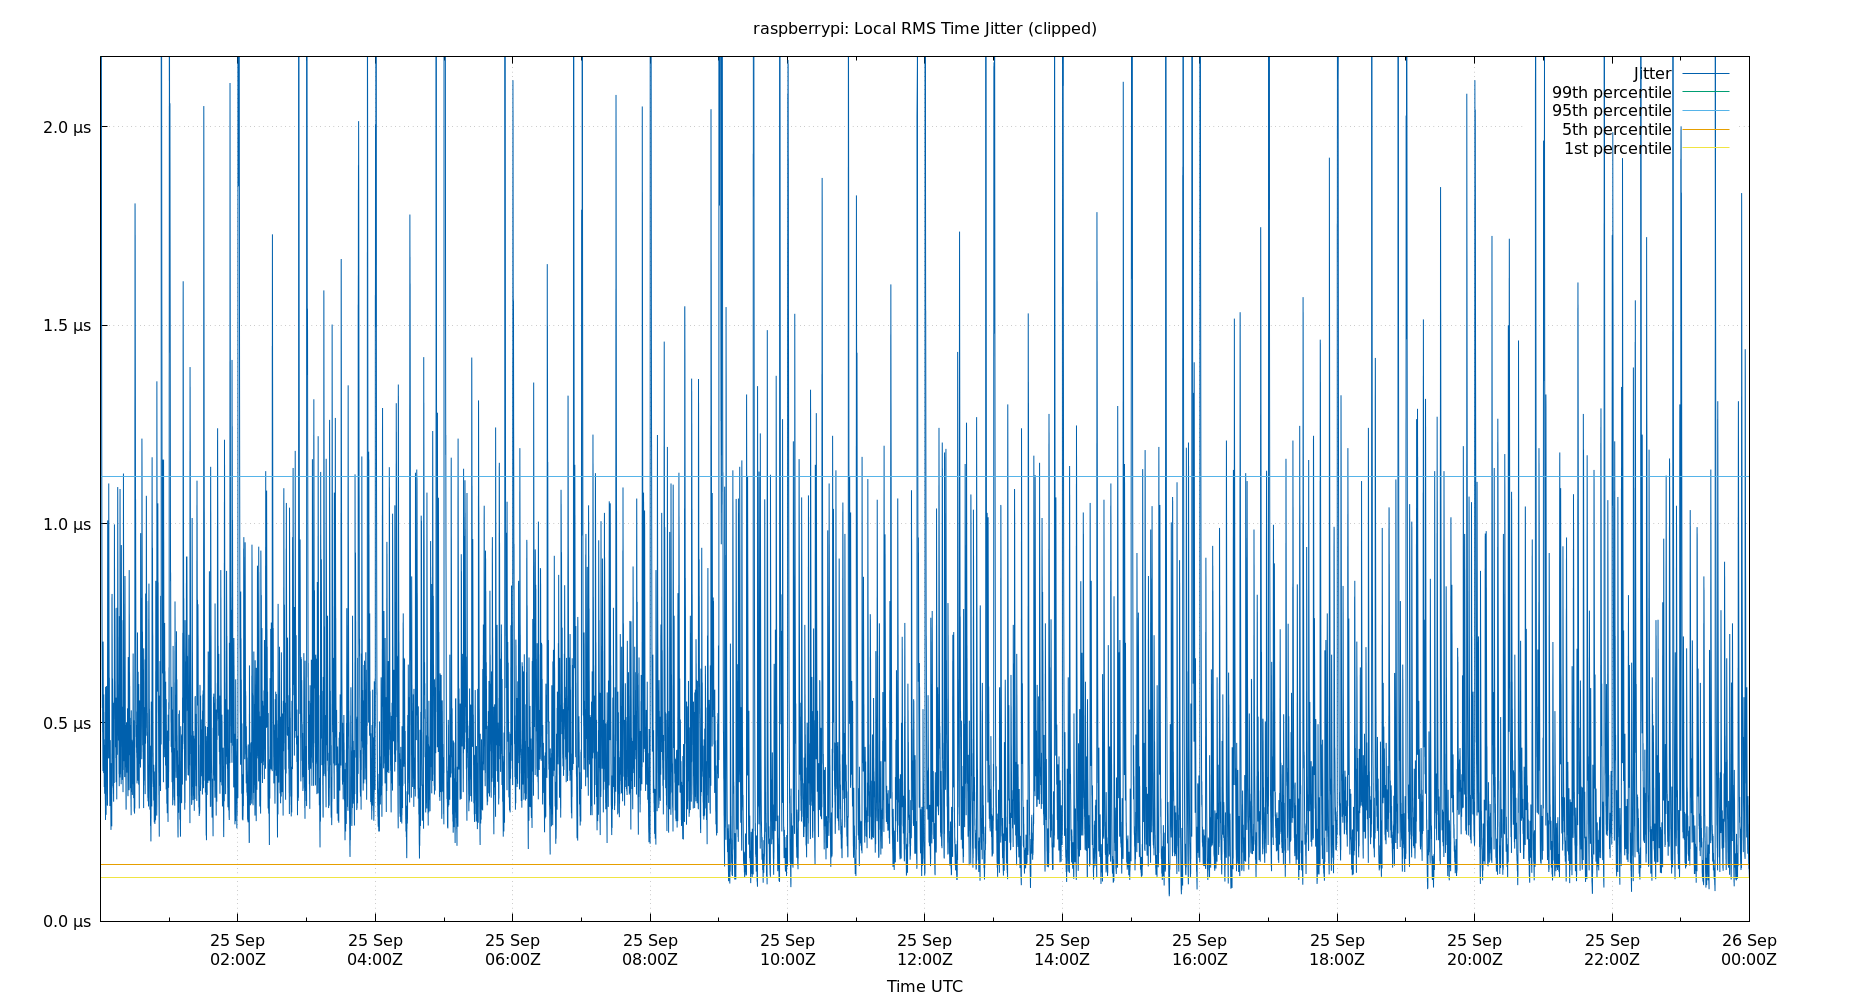 raspberrypi: Local RMS Time Jitter (clipped)
Jitter
99th percentile
95th percentile
5th percentile
1st percentile
2.0 µs
1.5 µs
1.0 µs
0.5 µs
0.0 µs
25 Sep 25 Sep 25 Sep 25 Sep 25 Sep 25 Sep 25 Sep 25 Sep 25 Sep 25 Sep 25 Sep 26 Sep
02:00Z 04:00Z 06:00Z 08:00Z 10:00Z 12:00Z 14:00Z 16:00Z 18:00Z 20:00Z 22:00Z 00:00Z
Time UTC